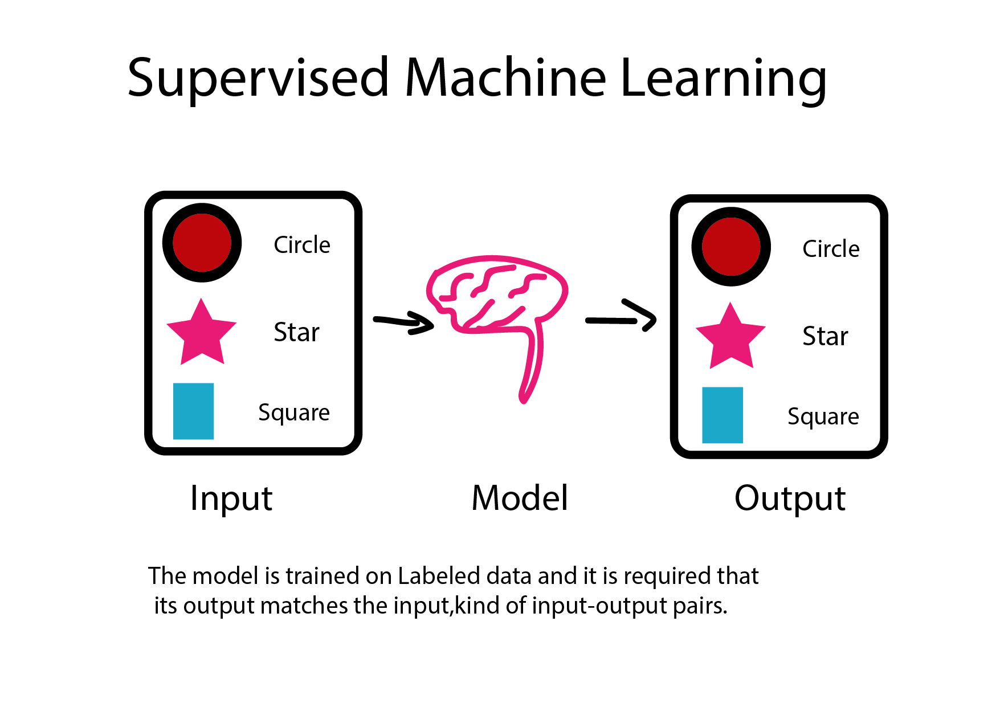 Supervised Machine Learning
Circle
Star
Square
Input
Model
Circle
Star
Square
Output
The model is trained on Labeled data and it is required that
its output matches the input,kind of input-output pairs.